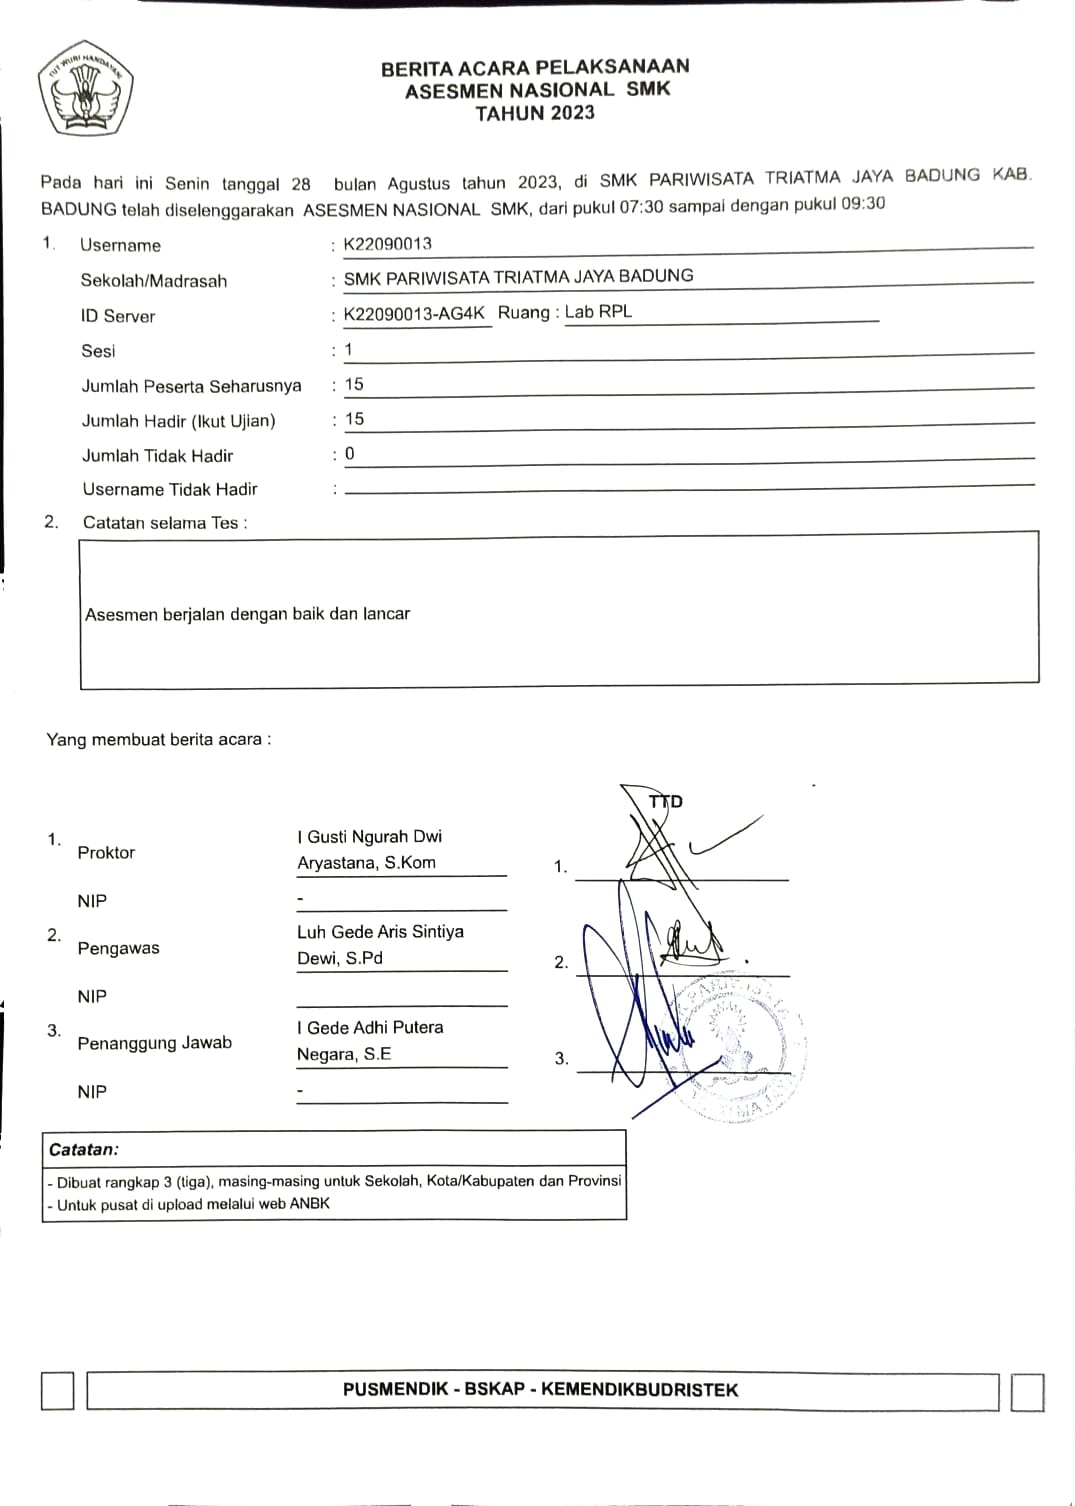 TUT WURI HANDAYANI
BERITA ACARA PELAKSANAAN
ASESMEN NASIONAL SMK
TAHUN 2023
Pada hari ini Senin tanggal 28 bulan Agustus tahun 2023, di SMK PARIWISATA TRIATMA JAYA BADUNG KAB.
BADUNG telah diselenggarakan ASESMEN NASIONAL SMK, dari pukul 07:30 sampai dengan pukul 09:30
1. Username : K22090013
Sekolah/Madrasah : SMK PARIWISATA TRIATMA JAYA BADUNG
ID Server : K22090013-AG4K Ruang : Lab RPL
Sesi : 1
Jumlah Peserta Seharusnya : 15
Jumlah Hadir (Ikut Ujian) : 15
Jumlah Tidak Hadir : 0
Username Tidak Hadir :
2. Catatan selama Tes :
Asesmen berjalan dengan baik dan lancar
Yang membuat berita acara :
TTD
1. Proktor I Gusti Ngurah Dwi
Aryastana, S.Kom 1.
NIP -
2. Pengawas Luh Gede Aris Sintiya
Dewi, S.Pd 2.
NIP
3. Penanggung Jawab I Gede Adhi Putera
Negara, S.E 3.
NIP -
Catatan:
- Dibuat rangkap 3 (tiga), masing-masing untuk Sekolah, Kota/Kabupaten dan Provinsi
- Untuk pusat di upload melalui web ANBK
PUSMENDIK - BSKAP - KEMENDIKBUDRISTEK